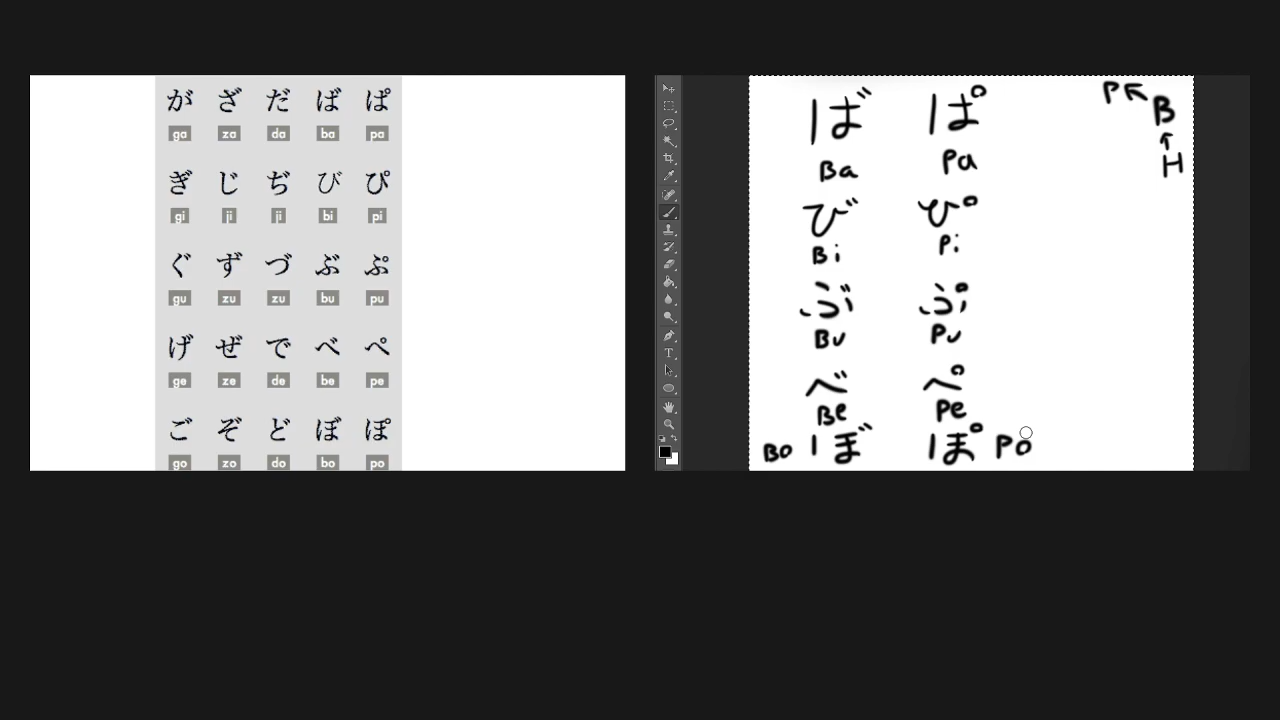 が ざ だ ば ぱ
ga za da ba pa
ぎ じ ぢ び ぴ
gi ji ji bi pi
ぐ ず づ ぶ ぷ
gu zu zu bu pu
げ ぜ で べ ぺ
ge ze de be pe
ご ぞ ど ぼ ぽ
go zo do bo po
ば ぱ
Ba Pa
び ぴ
Bi Pi
ぶ ぷ
Bu Pu
べ ぺ
Be Pe
Bo ぼ ぽ Po
P ← B
↑
H